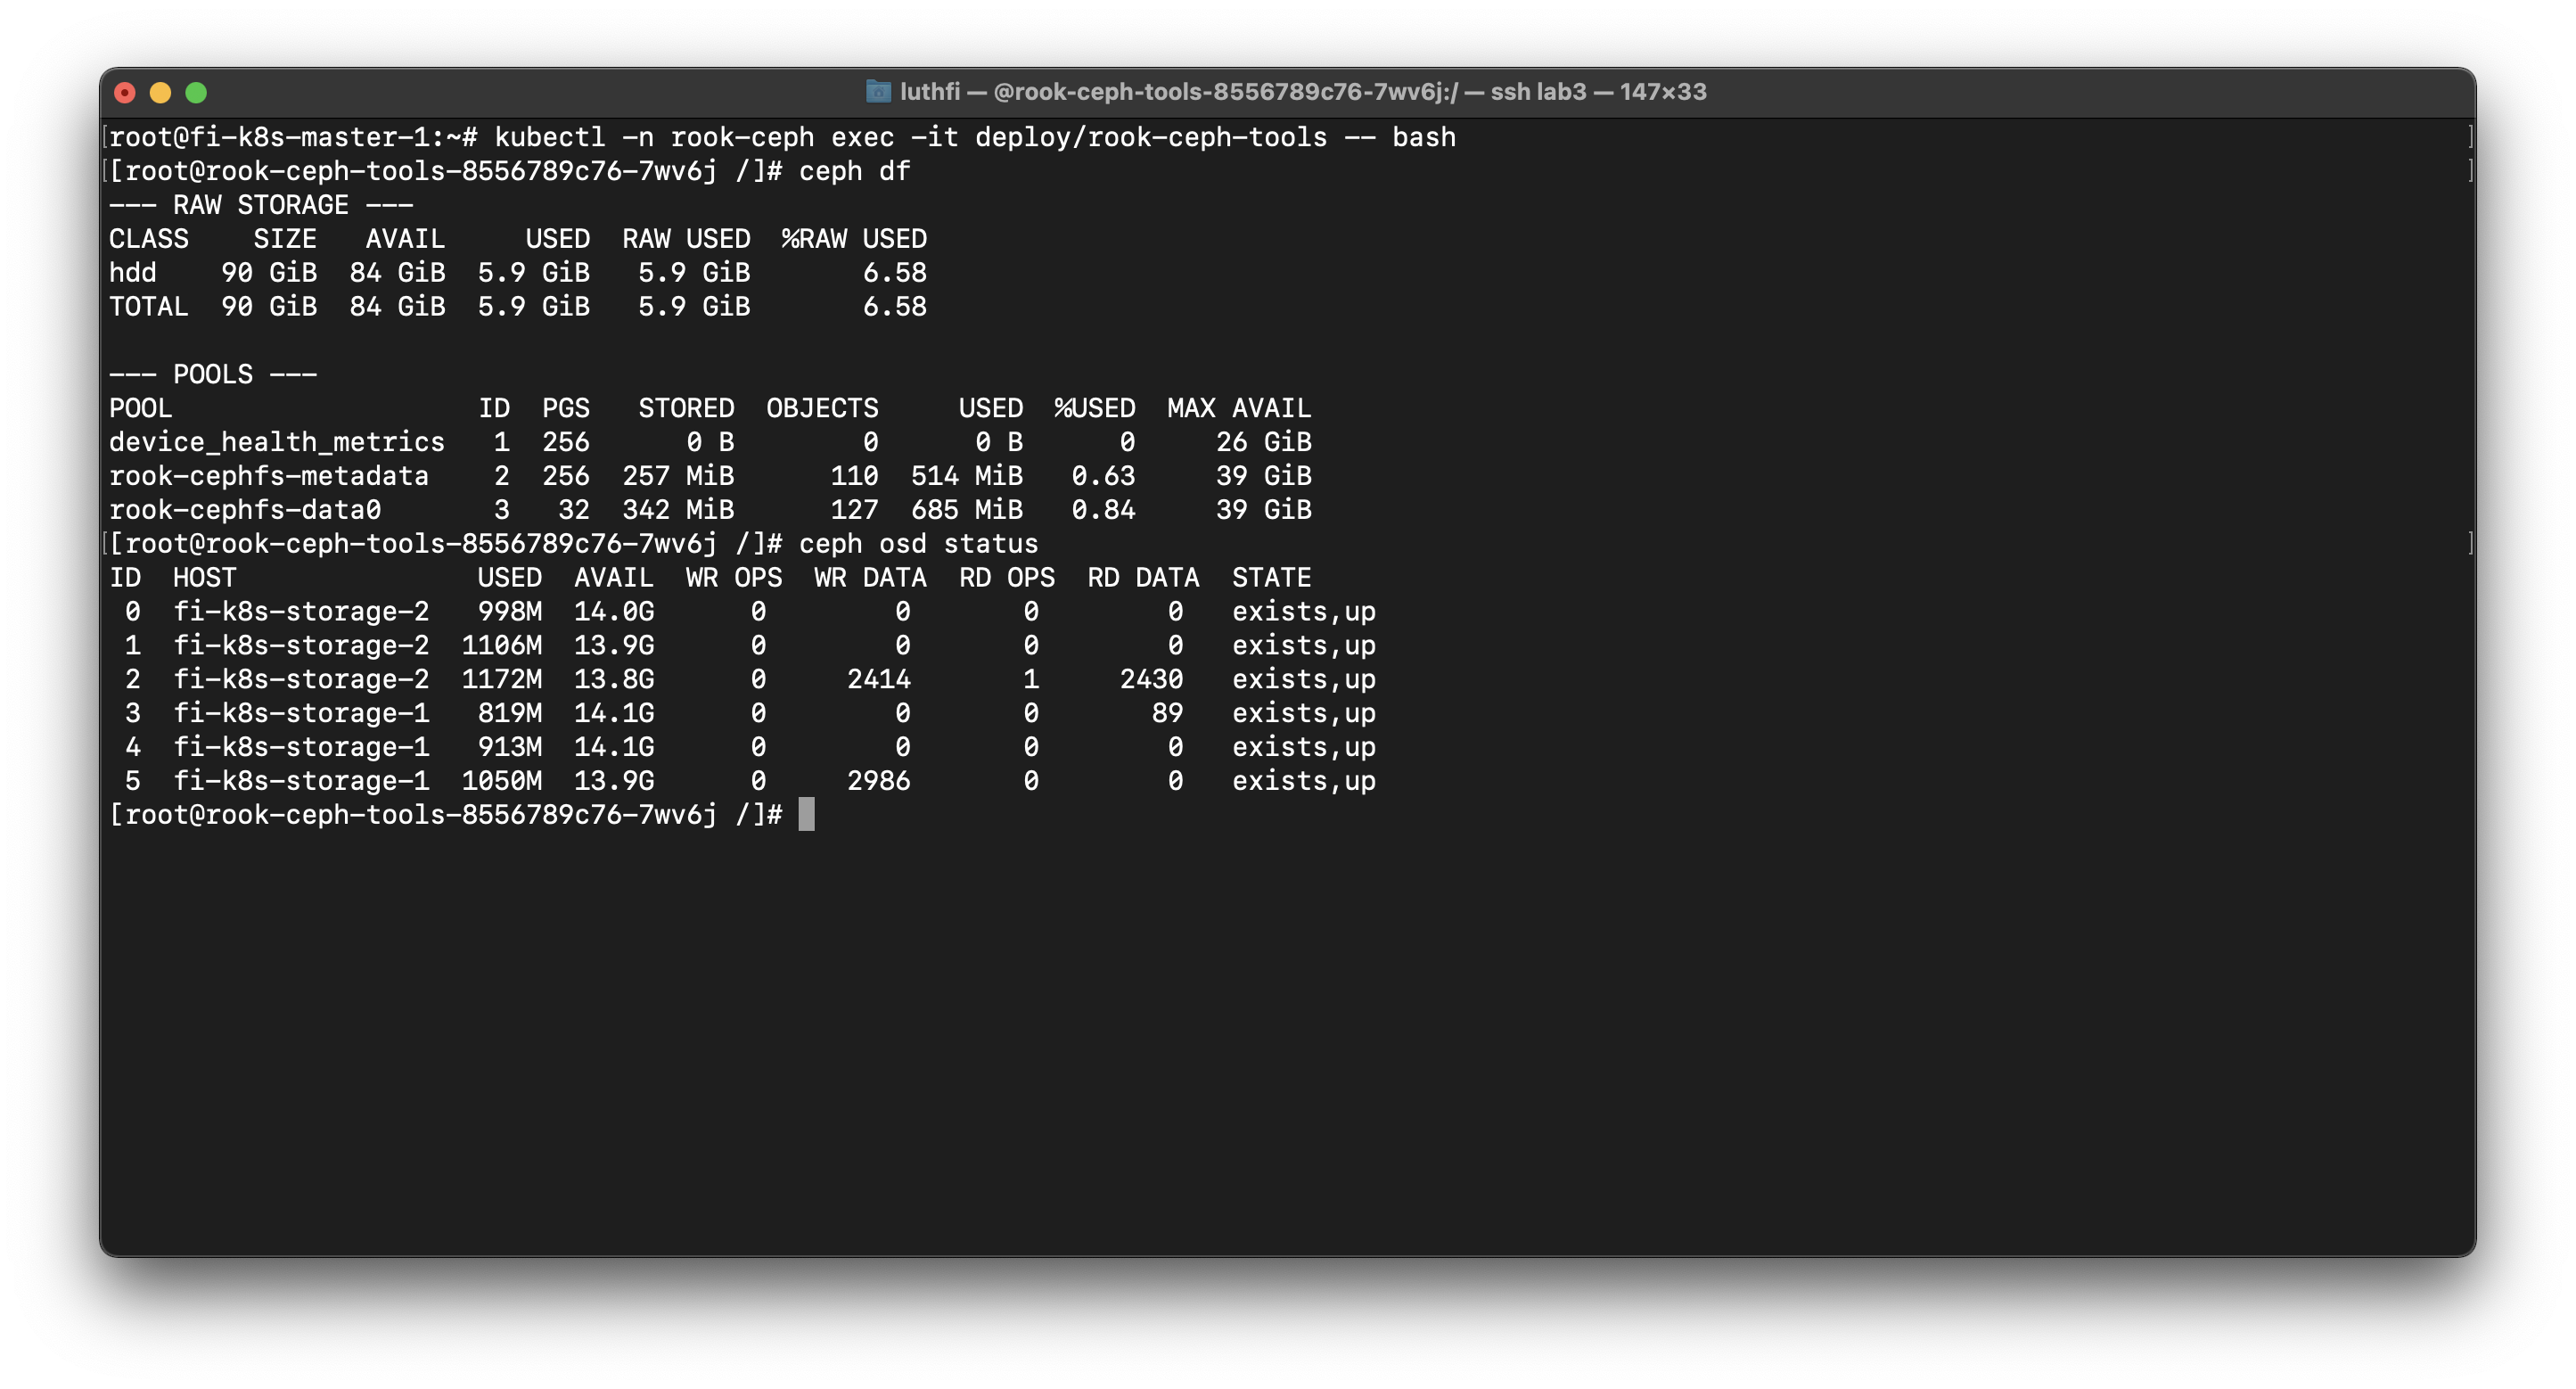 luthfi — @rook-ceph-tools-8556789c76-7wv6j:/ — ssh lab3 — 147×33
[root@fi-k8s-master-1:~# kubectl -n rook-ceph exec -it deploy/rook-ceph-tools -- bash ]
[[root@rook-ceph-tools-8556789c76-7wv6j /]# ceph df ]
--- RAW STORAGE ---
CLASS    SIZE   AVAIL     USED  RAW USED  %RAW USED
hdd    90 GiB  84 GiB  5.9 GiB   5.9 GiB       6.58
TOTAL  90 GiB  84 GiB  5.9 GiB   5.9 GiB       6.58
--- POOLS ---
POOL                   ID  PGS   STORED  OBJECTS     USED  %USED  MAX AVAIL
device_health_metrics   1  256      0 B        0      0 B      0     26 GiB
rook-cephfs-metadata    2  256  257 MiB      110  514 MiB   0.63     39 GiB
rook-cephfs-data0       3   32  342 MiB      127  685 MiB   0.84     39 GiB
[[root@rook-ceph-tools-8556789c76-7wv6j /]# ceph osd status ]
ID  HOST               USED  AVAIL  WR OPS  WR DATA  RD OPS  RD DATA  STATE
 0  fi-k8s-storage-2   998M  14.0G      0        0       0        0   exists,up
 1  fi-k8s-storage-2  1106M  13.9G      0        0       0        0   exists,up
 2  fi-k8s-storage-2  1172M  13.8G      0     2414       1     2430   exists,up
 3  fi-k8s-storage-1   819M  14.1G      0        0       0       89   exists,up
 4  fi-k8s-storage-1   913M  14.1G      0        0       0        0   exists,up
 5  fi-k8s-storage-1  1050M  13.9G      0     2986       0        0   exists,up
[root@rook-ceph-tools-8556789c76-7wv6j /]#